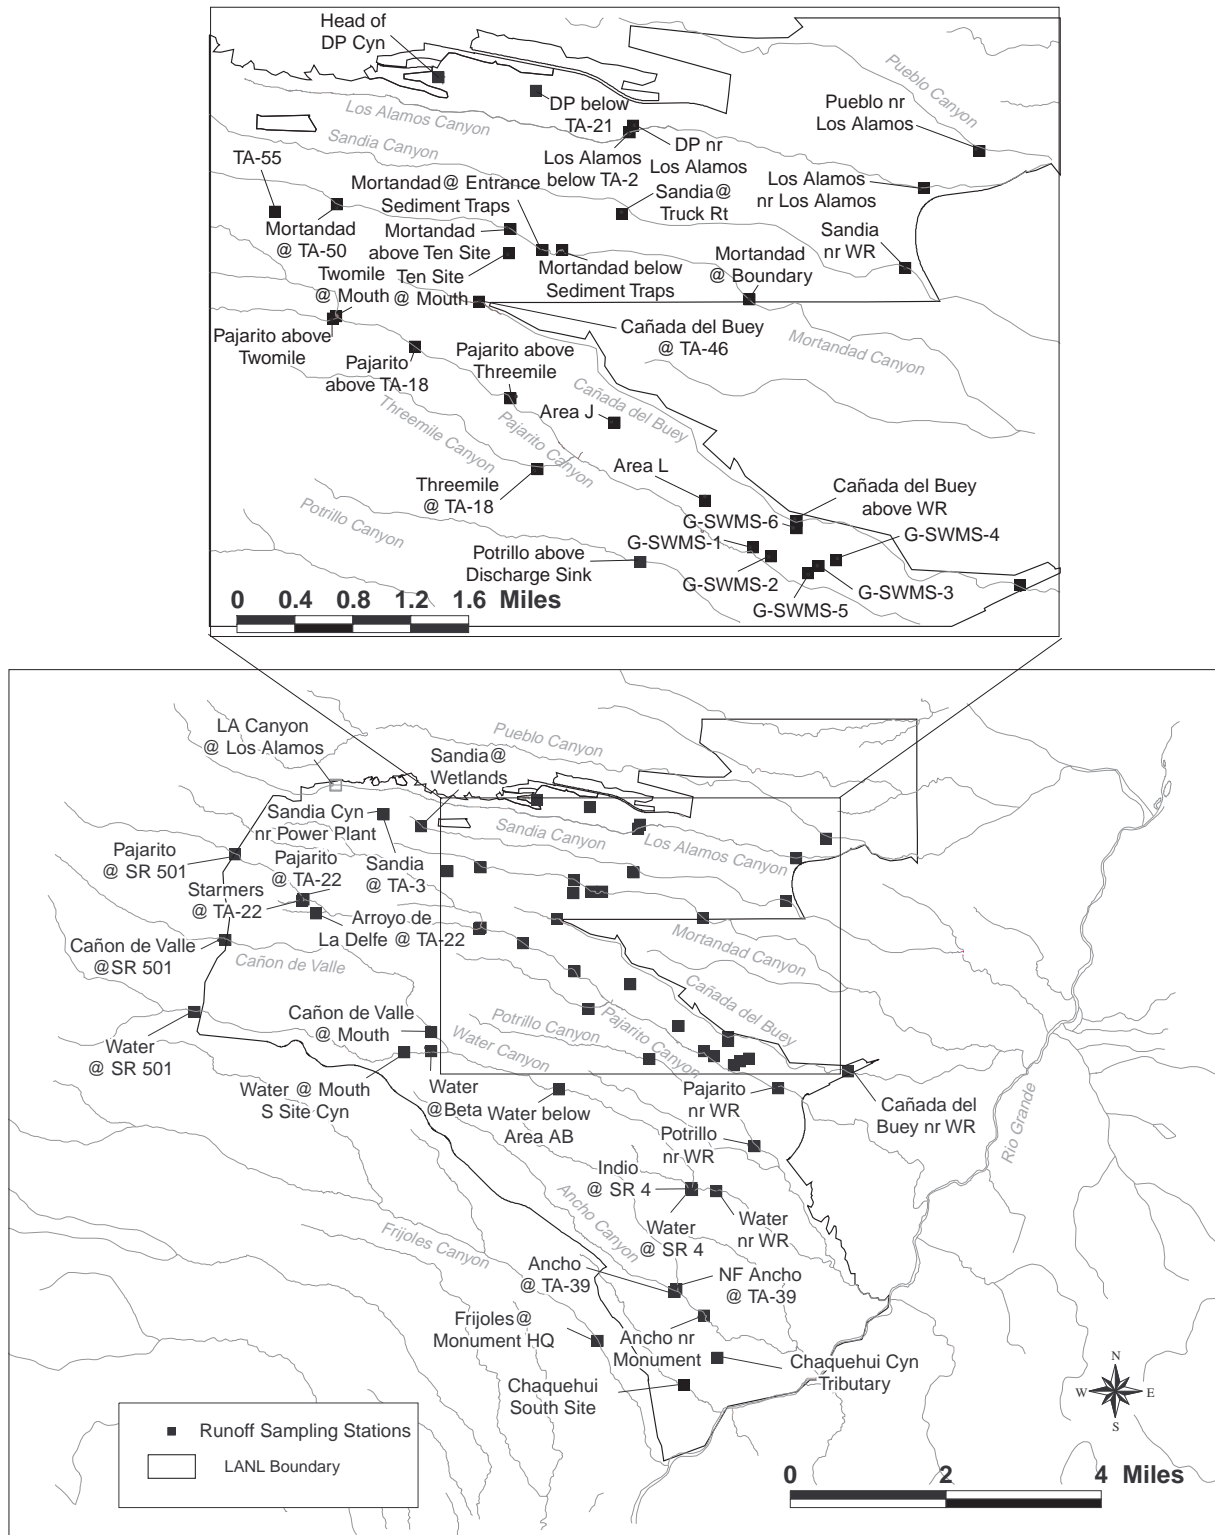 Head of
DP Cyn
Pueblo Canyon
DP below
TA-21
Pueblo nr
Los Alamos
Los Alamos Canyon
Sandia Canyon
DP nr
Los Alamos
TA-55
Los Alamos
below TA-2
Mortandad@ Entrance
Sediment Traps
Sandia@
Truck Rt
Los Alamos
nr Los Alamos
Mortandad
@ TA-50
Mortandad
above Ten Site
Sandia
nr WR
Twomile
@ Mouth
Ten Site
@ Mouth
Mortandad below
Sediment Traps
Mortandad
@ Boundary
Pajarito above
Twomile
Cañada del Buey
@ TA-46
Mortandad Canyon
Pajarito
above TA-18
Pajarito above
Threemile
Cañada del Buey
Threemile Canyon
Area J
Pajarito Canyon
Area L
Threemile
@ TA-18
Cañada del Buey
above WR
Potrillo Canyon
G-SWMS-6
G-SWMS-4
G-SWMS-1
Potrillo above
Discharge Sink
G-SWMS-2
G-SWMS-3
G-SWMS-5
0 0.4 0.8 1.2 1.6 Miles
LA Canyon
@ Los Alamos
Pueblo Canyon
Sandia@
Wetlands
Sandia Cyn
nr Power Plant
Sandia Canyon
Los Alamos Canyon
Pajarito
@ SR 501
Pajarito
@ TA-22
Sandia
@ TA-3
Starmers
@ TA-22
Arroyo de
La Delfe @ TA-22
Cañon de Valle
@SR 501
Cañon de Valle
Mortandad Canyon
Cañada del Buey
Cañon de Valle
@ Mouth
Potrillo Canyon
Pajarito Canyon
Water Canyon
Water
@ SR 501
Water @ Mouth
S Site Cyn
Water
@Beta
Water below
Area AB
Pajarito
nr WR
Cañada del
Buey nr WR
Rio Grande
Potrillo
nr WR
Indio
@ SR 4
Ancho Canyon
Water
@ SR 4
Water
nr WR
Frijoles Canyon
Ancho
@ TA-39
NF Ancho
@ TA-39
Frijoles@
Monument HQ
Ancho nr
Monument
Chaquehui Cyn
Tributary
Chaquehui
South Site
N
W E
S
Runoff Sampling Stations
LANL Boundary
0 2 4 Miles